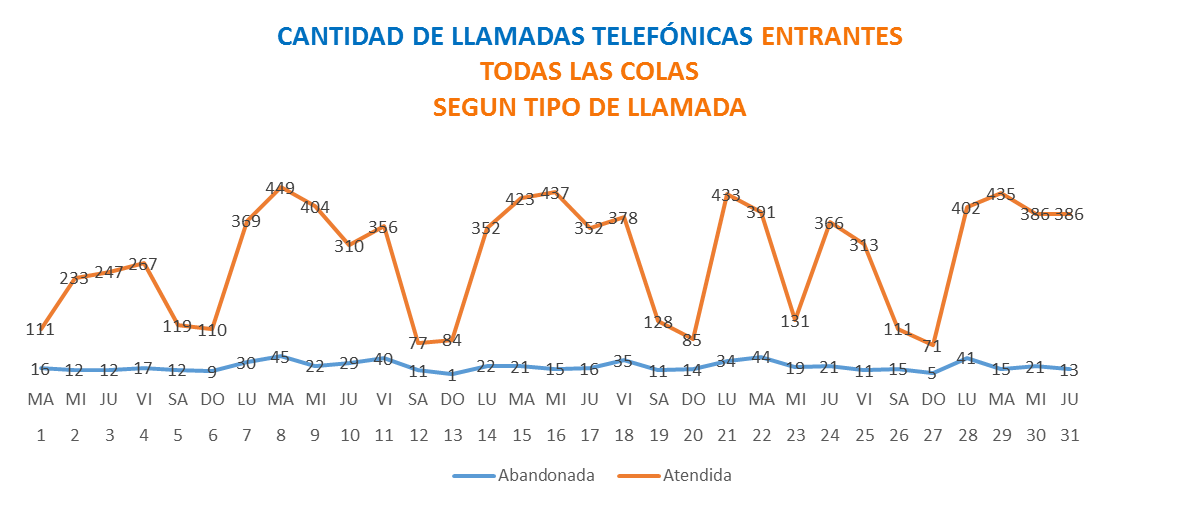 CANTIDAD DE LLAMADAS TELEFÓNICAS ENTRANTES
TODAS LAS COLAS
SEGUN TIPO DE LLAMADA
111 233 247 267 119 110 369 449 404 310 356 77 84 352 423 437 352 378 128 85 433 391 131 366 313 111 71 402 435 386 386
16 12 12 17 12 9 30 45 22 29 40 11 1 22 21 15 16 35 11 14 34 44 19 21 11 15 5 41 15 21 13
MA MI JU VI SA DO LU MA MI JU VI SA DO LU MA MI JU VI SA DO LU MA MI JU VI SA DO LU MA MI JU
1 2 3 4 5 6 7 8 9 10 11 12 13 14 15 16 17 18 19 20 21 22 23 24 25 26 27 28 29 30 31
Abandonada Atendida